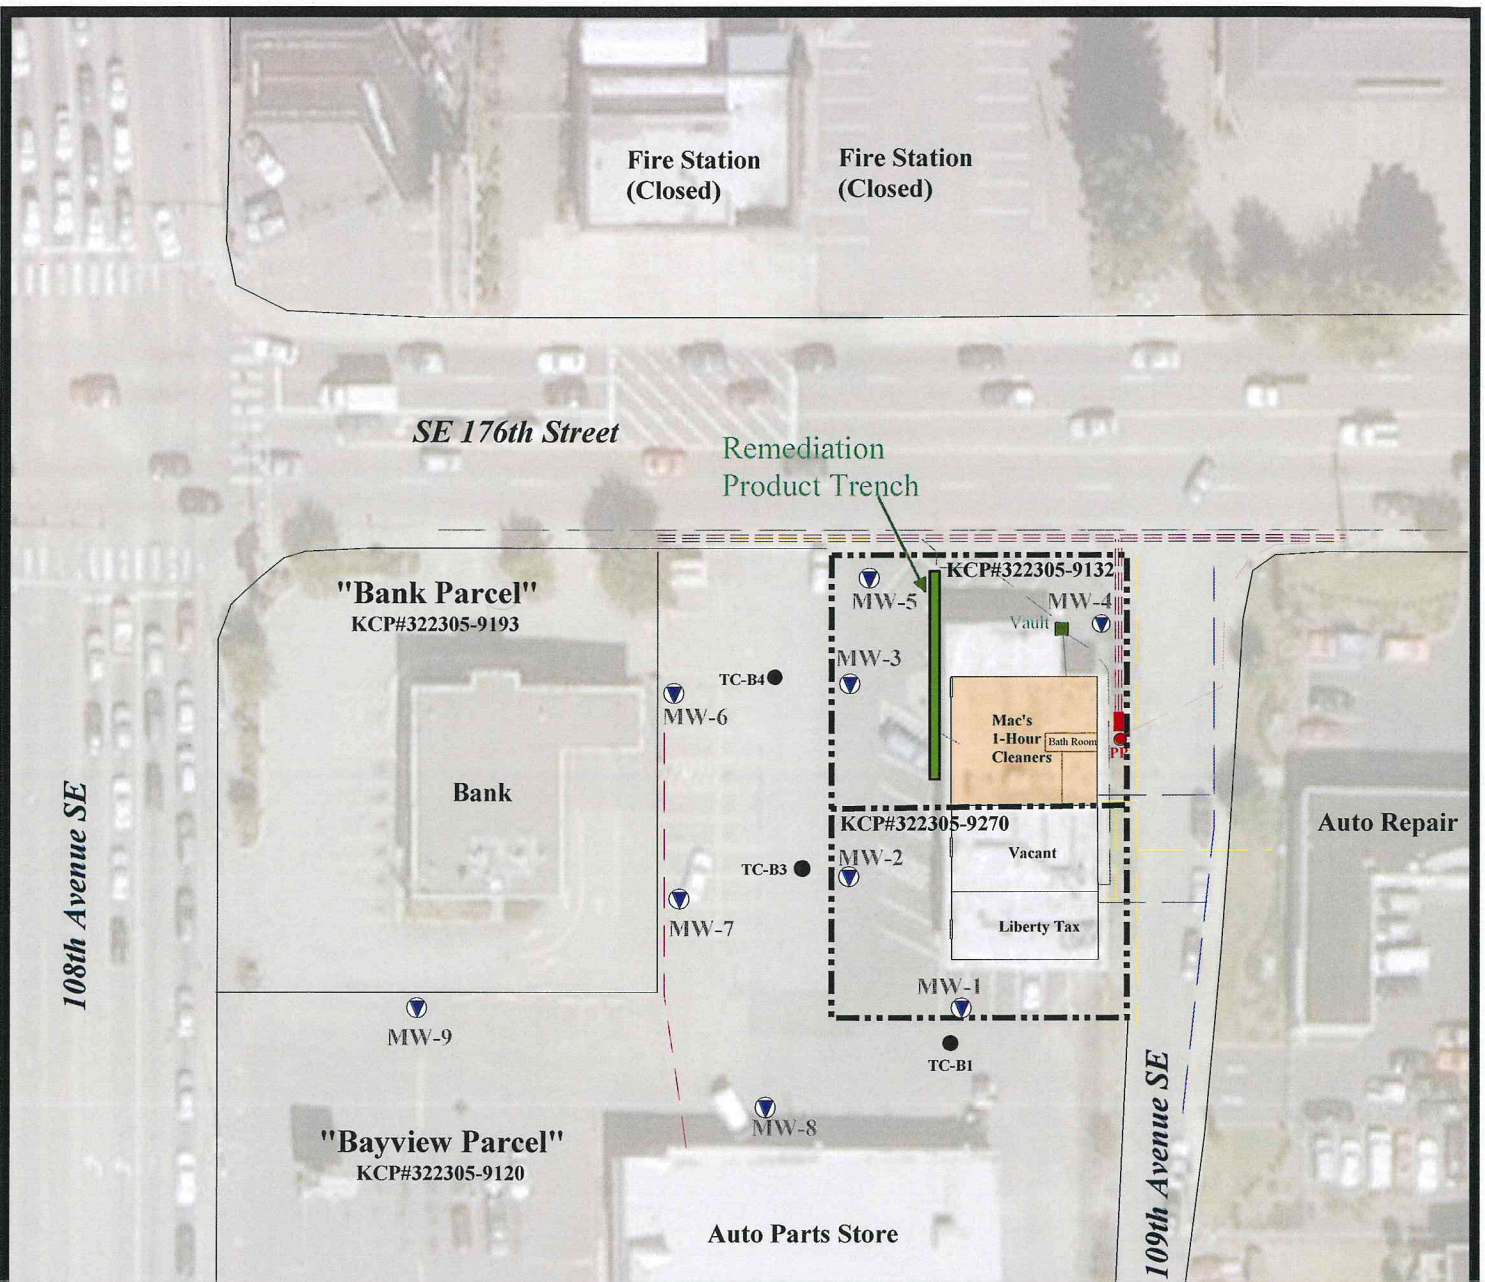 Fire Station
(Closed)
Fire Station
(Closed)
SE 176th Street
Remediation
Product Trench
"Bank Parcel"
KCP#322305-9193
KCP#322305-9132
MW-5
MW-4
Vault
MW-3
TC-B4
MW-6
Mac's
1-Hour
Cleaners
Bath Room
PP
Bank
108th Avenue SE
KCP#322305-9270
Auto Repair
MW-2
Vacant
TC-B3
MW-7
Liberty Tax
MW-1
MW-9
TC-B1
109th Avenue SE
MW-8
"Bayview Parcel"
KCP#322305-9120
Auto Parts Store